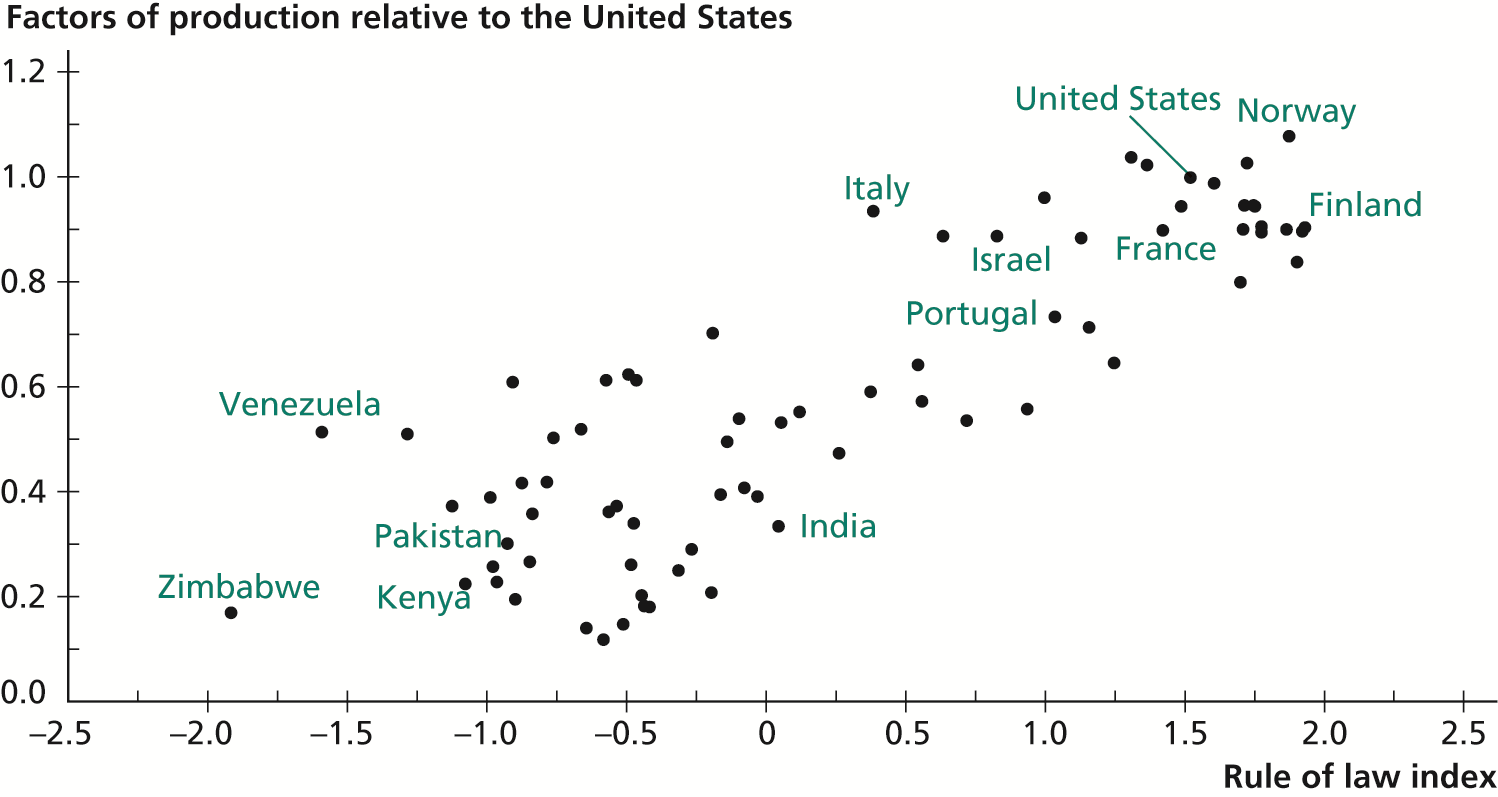 Factors of production relative to the United States
1.2
United States
Norway
1.0
Italy
Finland
France
Israel
0.8
Portugal
0.6
Venezuela
0.4
India
Pakistan
0.2
Zimbabwe
Kenya
0.0
–2.5 –2.0 –1.5 –1.0 –0.5 0 0.5 1.0 1.5 2.0 2.5
Rule of law index